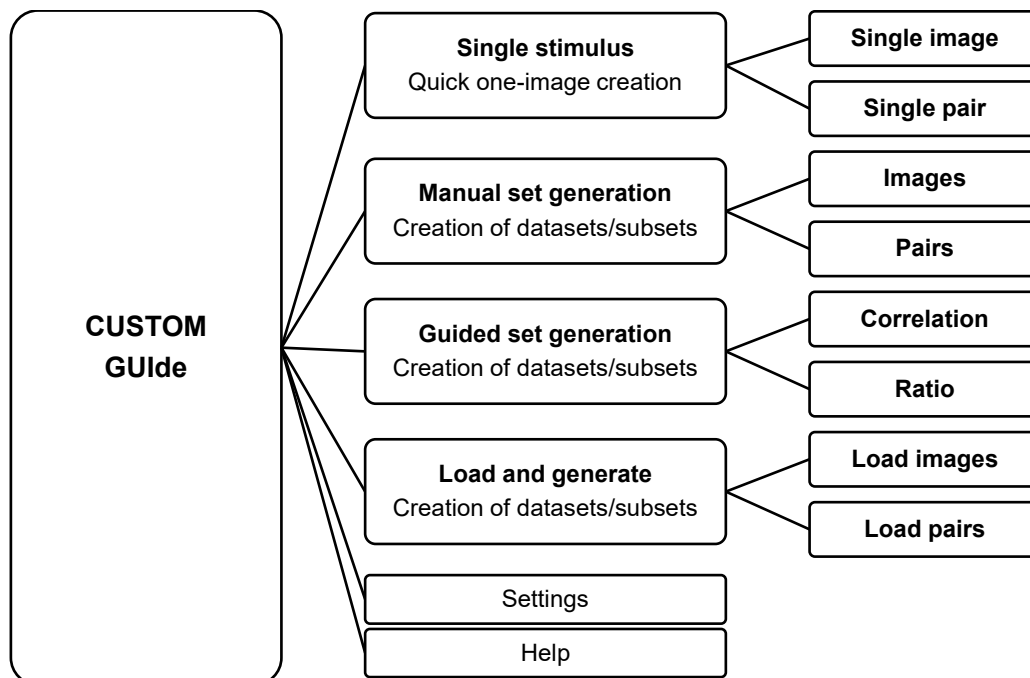 CUSTOM
GUIde
Single stimulus
Quick one-image creation
Single image
Single pair
Manual set generation
Creation of datasets/subsets
Images
Pairs
Guided set generation
Creation of datasets/subsets
Correlation
Ratio
Load and generate
Creation of datasets/subsets
Load images
Load pairs
Settings
Help